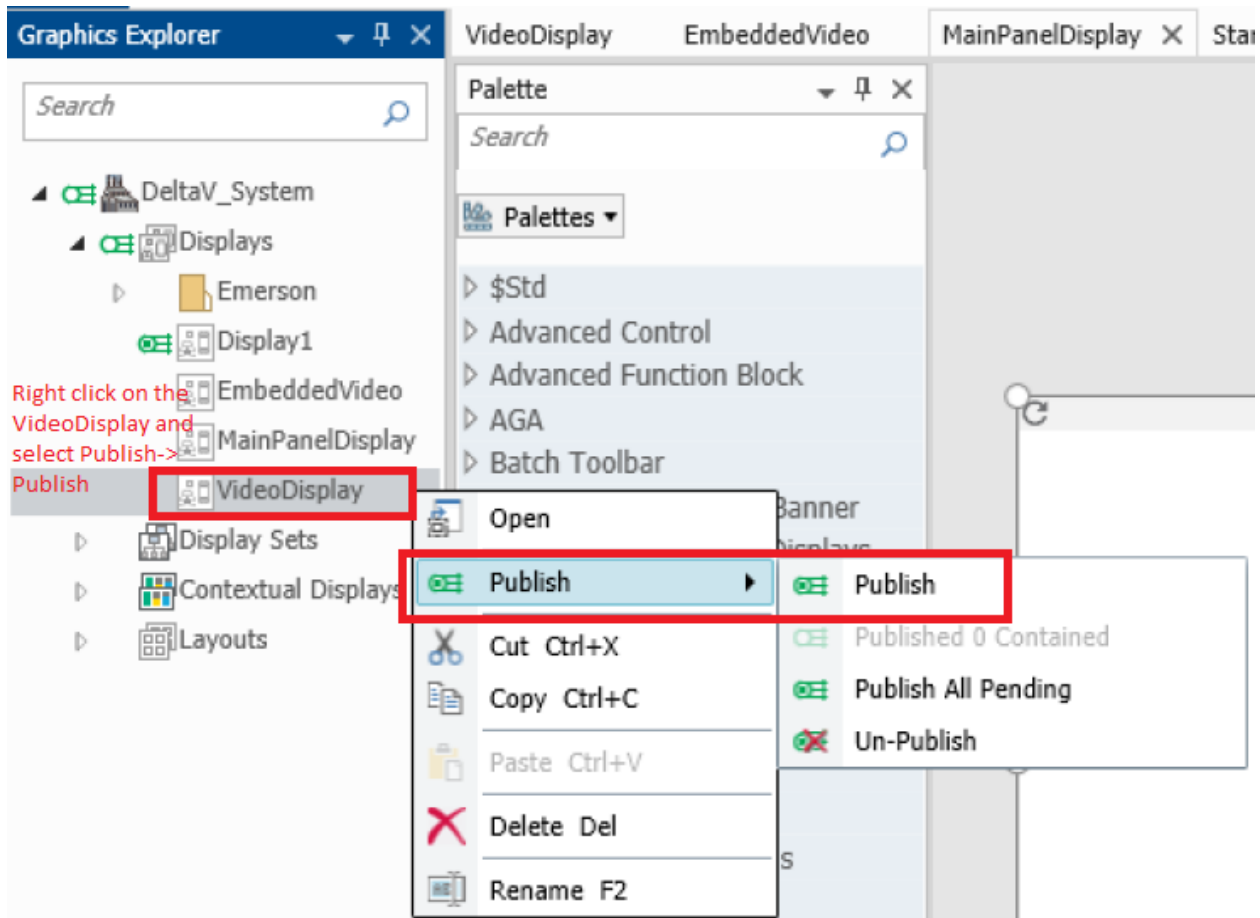 Graphics Explorer
VideoDisplay
EmbeddedVideo
MainPanelDisplay
Search
Palette
Search
Palettes
DeltaV_System
Displays
Emerson
Display1
EmbeddedVideo
MainPanelDisplay
VideoDisplay
Display Sets
Contextual Displays
Layouts
Right click on the
VideoDisplay and
select Publish->
Publish
$Std
Advanced Control
Advanced Function Block
AGA
Batch Toolbar
Banner
Open
Publish
Cut Ctrl+X
Copy Ctrl+C
Paste Ctrl+V
Delete Del
Rename F2
Publish
Published 0 Contained
Publish All Pending
Un-Publish